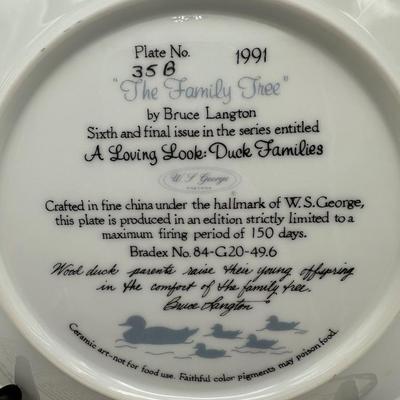 Plate No. 1991
35B
"The Family Tree"
by Bruce Langton
Sixth and final issue in the series entitled
A Loving Look: Duck Families
W.S. George
Crafted in fine china under the hallmark of W.S. George,
this plate is produced in an edition strictly limited to a
maximum firing period of 150 days.
Bradex No. 84-G20-49.6
Wood duck parents raise their young offspring
in the comfort of the family tree.
Bruce Langton
Ceramic art-not for food use. Faithful color pigments may poison food.